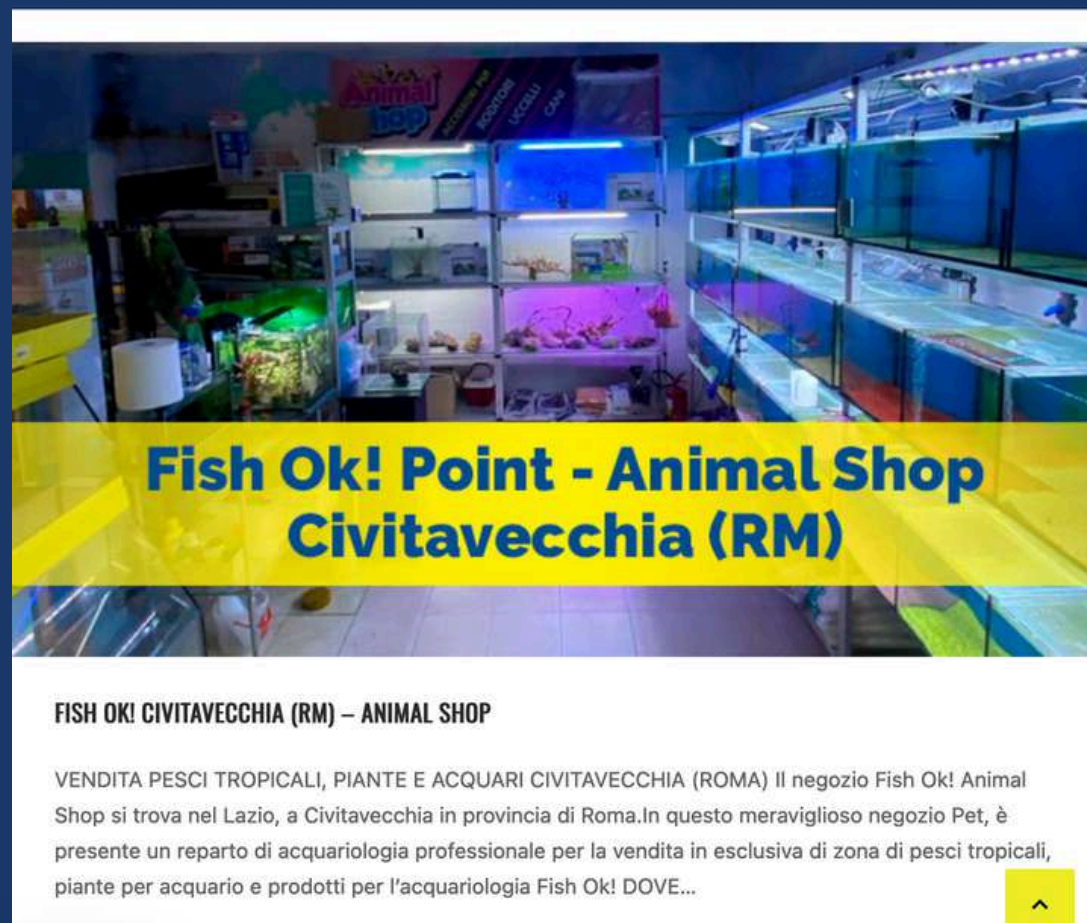 Animal
Shop
ACCESSORI PER
RODITORI
UCCELLI
CANI
Fish Ok! Point - Animal Shop
Civitavecchia (RM)
FISH OK! CIVITAVECCHIA (RM) – ANIMAL SHOP
VENDITA PESCI TROPICALI, PIANTE E ACQUARI CIVITAVECCHIA (ROMA) Il negozio Fish Ok! Animal
Shop si trova nel Lazio, a Civitavecchia in provincia di Roma.In questo meraviglioso negozio Pet, è
presente un reparto di acquariologia professionale per la vendita in esclusiva di zona di pesci tropicali,
piante per acquario e prodotti per l’acquariologia Fish Ok! DOVE...